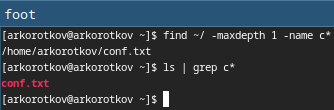 foot
[arkorotkov@arkorotkov ~]$ find ~/ -maxdepth 1 -name c*
/home/arkorotkov/conf.txt
[arkorotkov@arkorotkov ~]$ ls | grep c*
conf.txt
[arkorotkov@arkorotkov ~]$